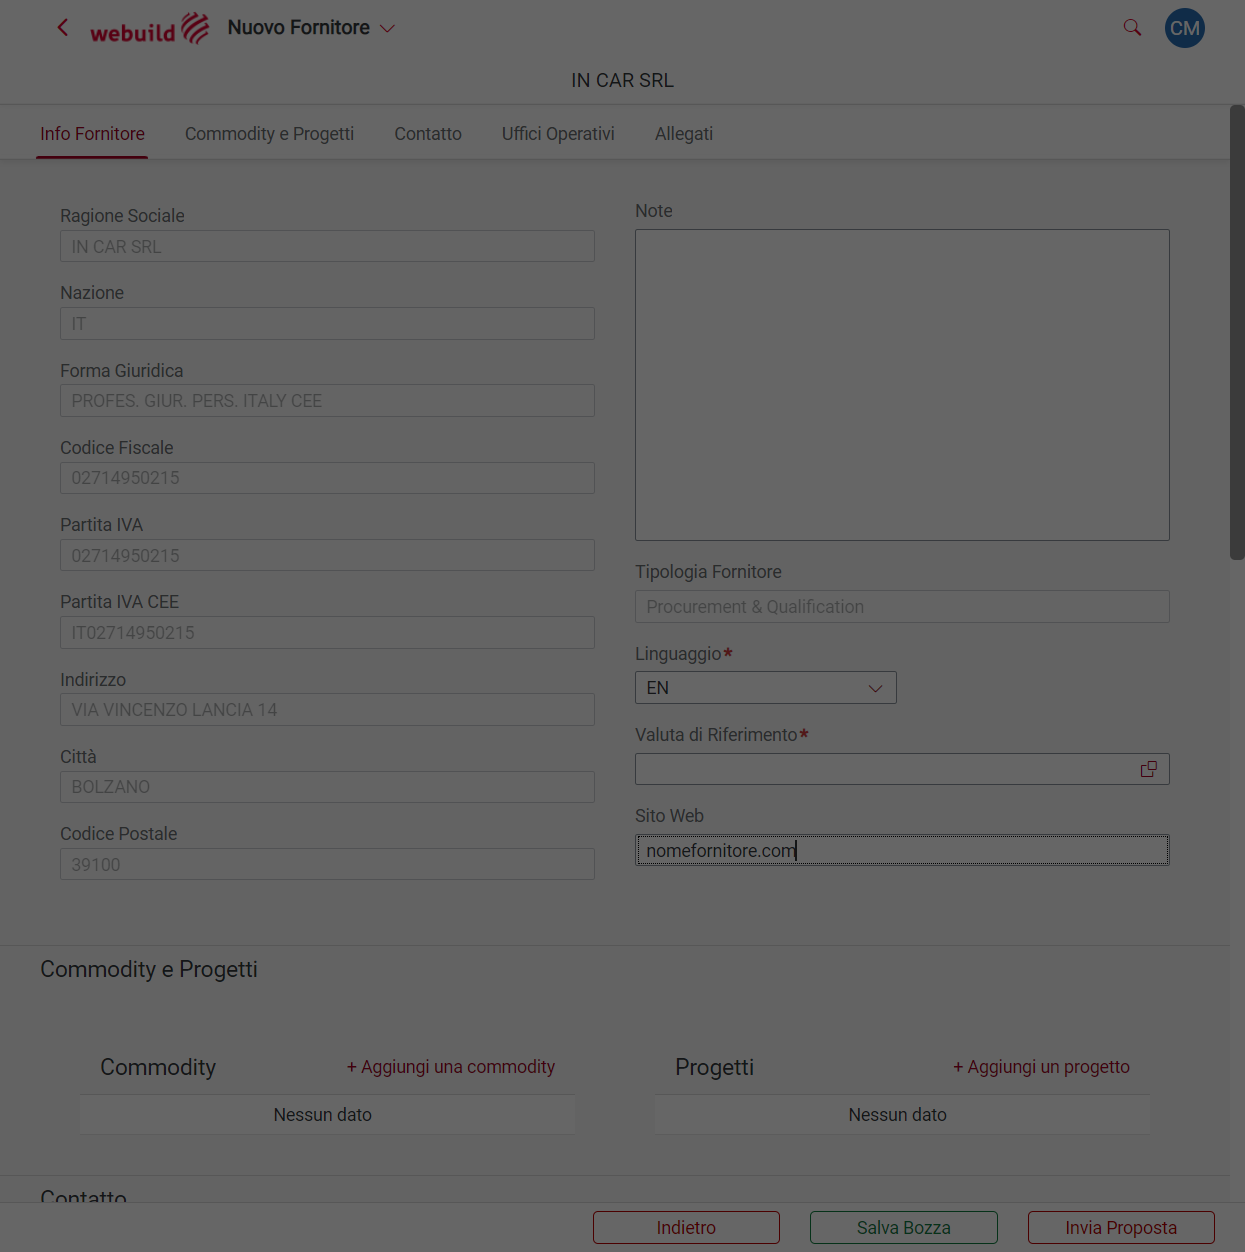 webuild
Nuovo Fornitore
CM
IN CAR SRL
Info Fornitore
Commodity e Progetti
Contatto
Uffici Operativi
Allegati
Ragione Sociale
IN CAR SRL
Nazione
IT
Forma Giuridica
PROFES. GIUR. PERS. ITALY CEE
Codice Fiscale
02714950215
Partita IVA
02714950215
Partita IVA CEE
IT02714950215
Indirizzo
VIA VINCENZO LANCIA 14
Città
BOLZANO
Codice Postale
39100
Note
Tipologia Fornitore
Procurement & Qualification
Linguaggio*
EN
Valuta di Riferimento*
Sito Web
nomefornitore.com
Commodity e Progetti
Commodity
+ Aggiungi una commodity
Nessun dato
Progetti
+ Aggiungi un progetto
Nessun dato
Contatto
Indietro
Salva Bozza
Invia Proposta